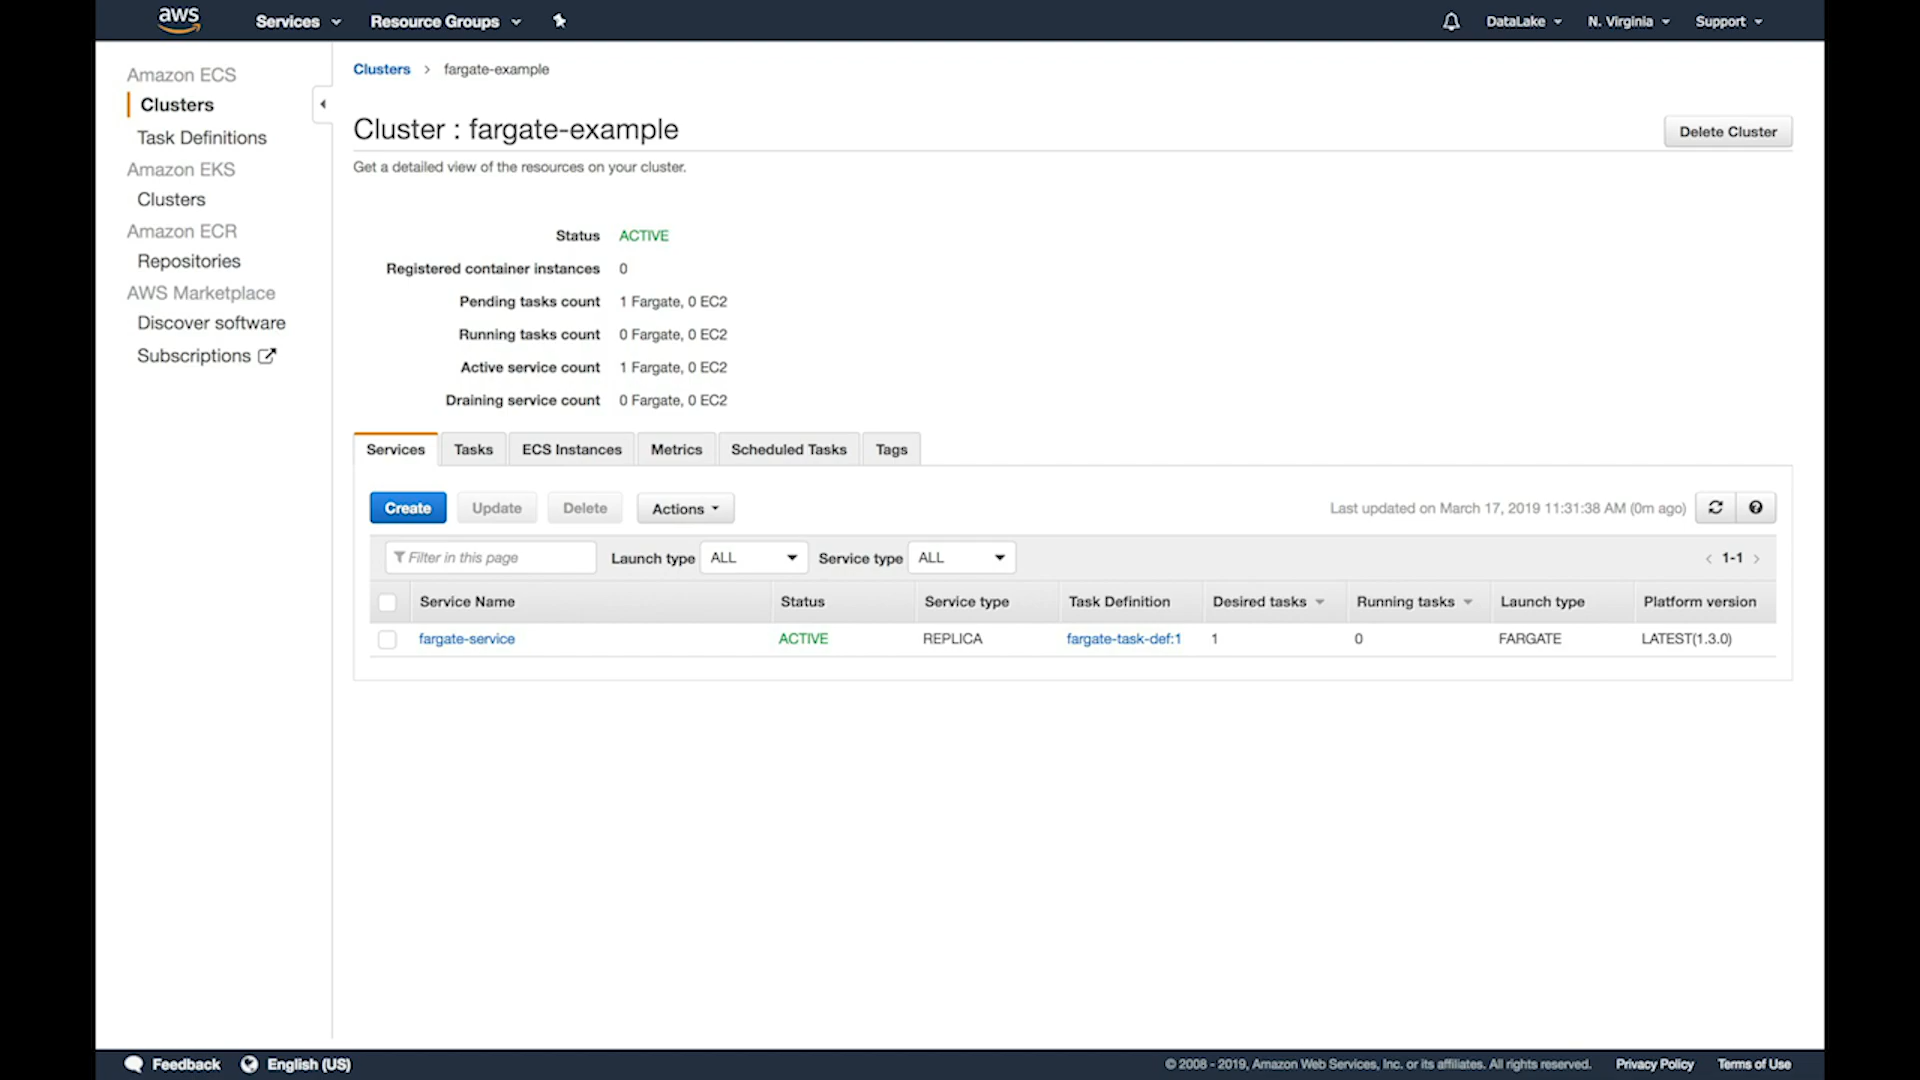 aws Services Resource Groups DataLake N. Virginia Support
Amazon ECS
Clusters
Task Definitions
Amazon EKS
Clusters
Amazon ECR
Repositories
AWS Marketplace
Discover software
Subscriptions
Clusters > fargate-example
Cluster : fargate-example
Delete Cluster
Get a detailed view of the resources on your cluster.
Status ACTIVE
Registered container instances 0
Pending tasks count 1 Fargate, 0 EC2
Running tasks count 0 Fargate, 0 EC2
Active service count 1 Fargate, 0 EC2
Draining service count 0 Fargate, 0 EC2
Services Tasks ECS Instances Metrics Scheduled Tasks Tags
Create Update Delete Actions Last updated on March 17, 2019 11:31:38 AM (0m ago)
Filter in this page Launch type ALL Service type ALL < 1-1 >
Service Name Status Service type Task Definition Desired tasks Running tasks Launch type Platform version
fargate-service ACTIVE REPLICA fargate-task-def:1 1 0 FARGATE LATEST(1.3.0)
Feedback English (US) © 2008 - 2019, Amazon Web Services, Inc. or its affiliates. All rights reserved. Privacy Policy Terms of Use